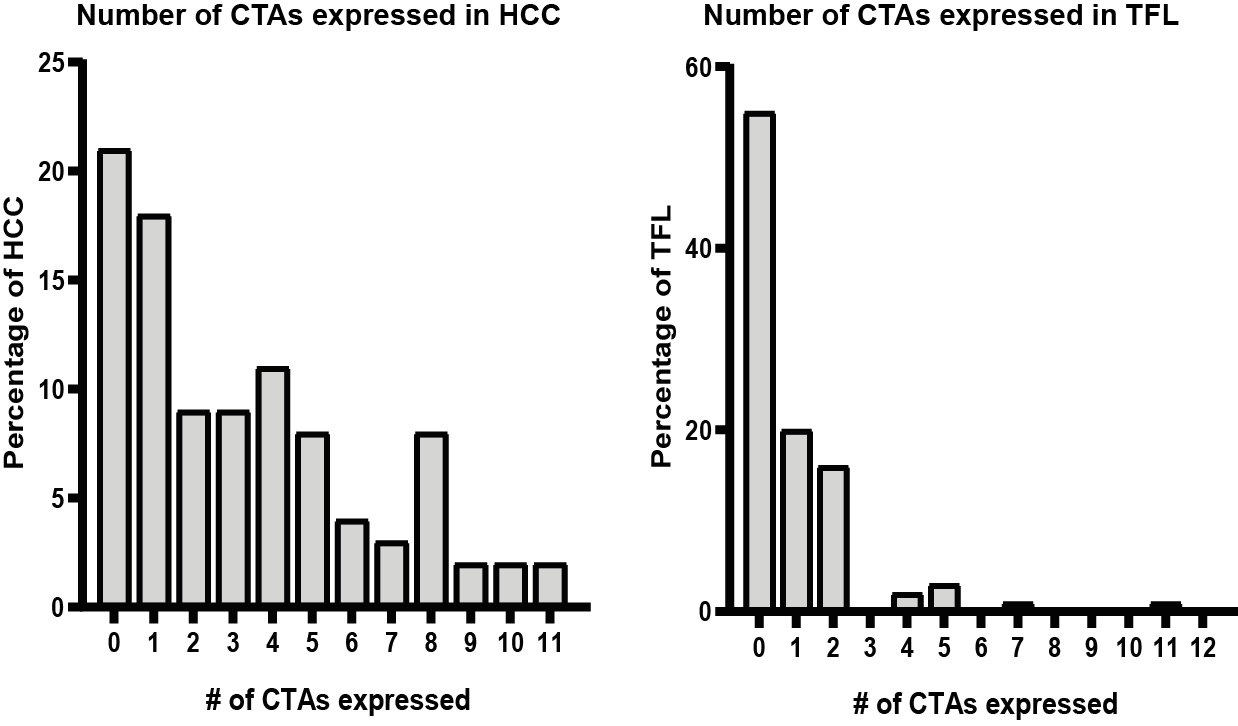 Number of CTAs expressed in HCC
25
20
15
10
5
0
Percentage of HCC
0 1 2 3 4 5 6 7 8 9 10 11
# of CTAs expressed
Number of CTAs expressed in TFL
60
40
20
0
Percentage of TFL
0 1 2 3 4 5 6 7 8 9 10 11 12
# of CTAs expressed